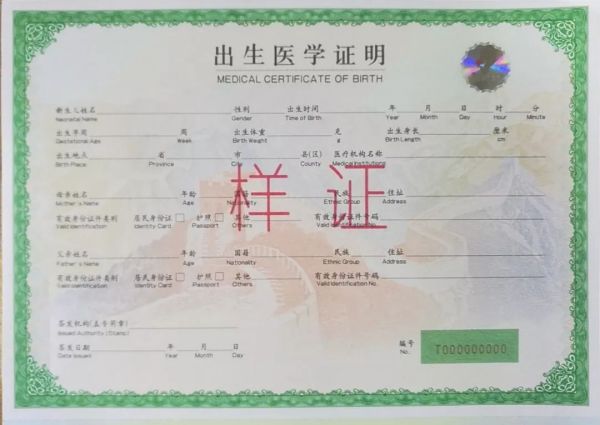 出生医学证明
MEDICAL CERTIFICATE OF BIRTH
新生儿姓名 性别 出生时间 年 月 日 时 分
Neonatal Name Gender Time of Birth Year Month Day Hour Minute
出生孕周 周 出生体重 克 出生身长 厘米
Gestational Age Week Birth Weight g Birth Length cm
出生地点 省 市 县(区) 医疗机构名称
Birth Place Province City County Medical Institutions
样证
母亲姓名 年龄 国籍 民族 住址
Mother's Name Age Nationality Ethnic Group Address
有效身份证件类别 居民身份证 护照 其他 有效身份证件号码
Valid Identification Identity Card Passport Others Valid Identification No.
父亲姓名 年龄 国籍 民族 住址
Father's Name Age Nationality Ethnic Group Address
有效身份证件类别 居民身份证 护照 其他 有效身份证件号码
Valid Identification Identity Card Passport Others Valid Identification No.
签发机构(盖专用章)
Issued Authority (Stamp)
签发日期 年 月 日 编号 T000000000
Date Issued Year Month Day No.